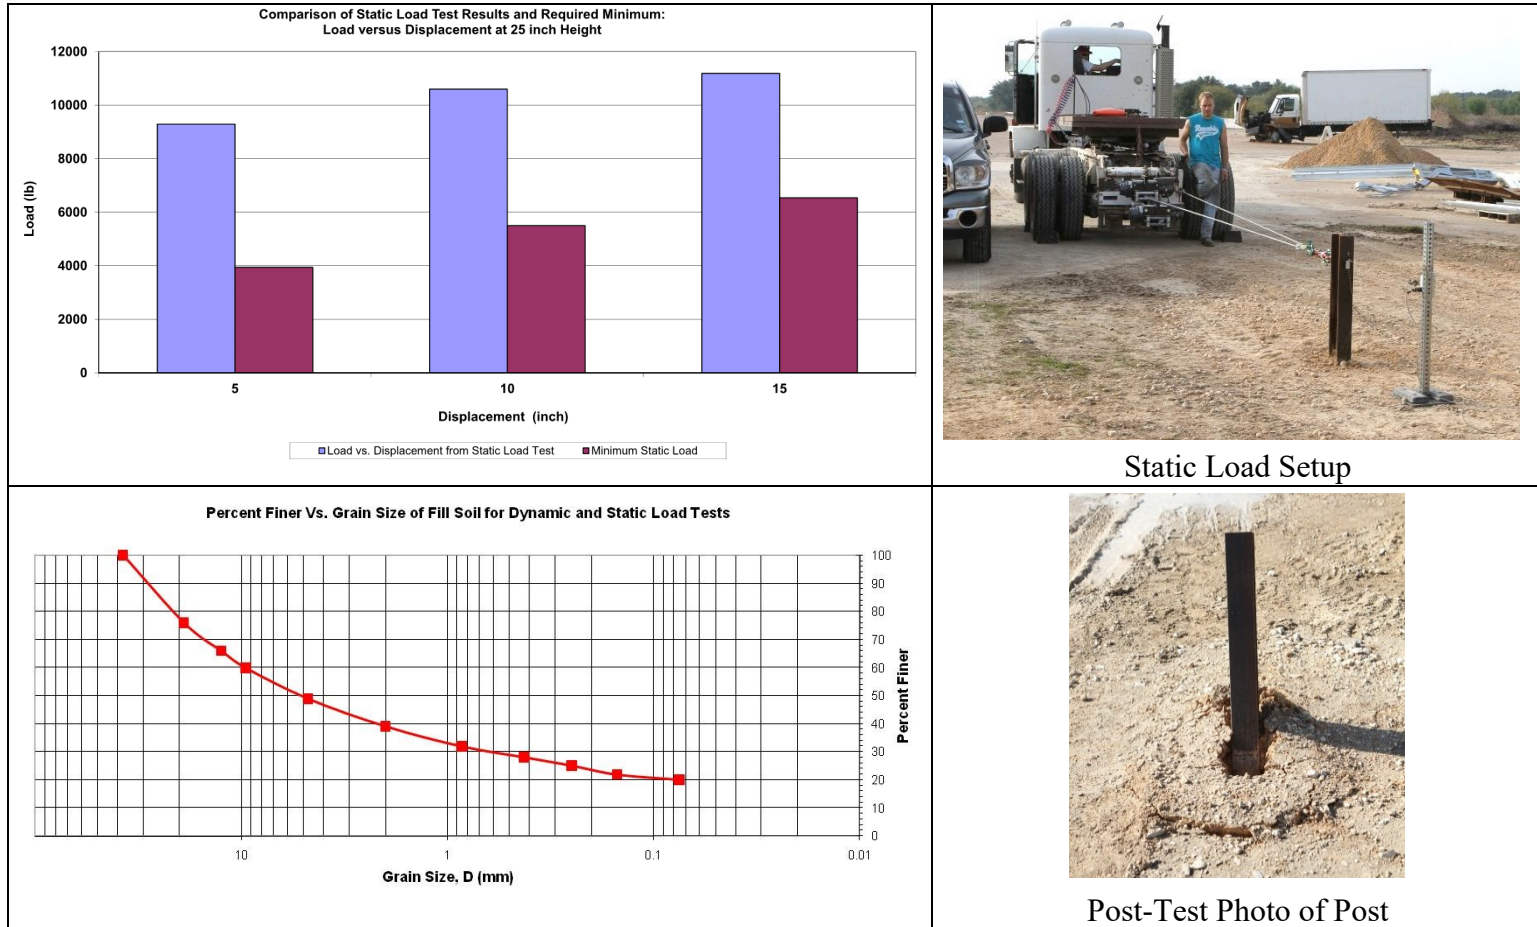 Comparison of Static Load Test Results and Required Minimum:
Load versus Displacement at 25 inch Height
12000
10000
8000
6000
4000
2000
0
Load (lb)
5 10 15
Displacement (inch)
Load vs. Displacement from Static Load Test Minimum Static Load
Static Load Setup
Percent Finer Vs. Grain Size of Fill Soil for Dynamic and Static Load Tests
100
90
80
70
60
50
40
30
20
10
0
Percent Finer
10 1 0.1 0.01
Grain Size, D (mm)
Post-Test Photo of Post